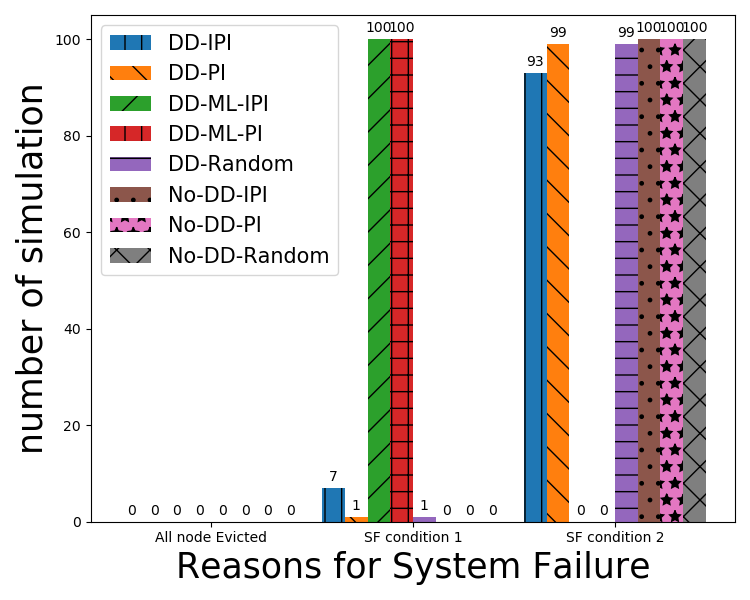 number of simulation
100
80
60
40
20
0
DD-IPI
DD-PI
DD-ML-IPI
DD-ML-PI
DD-Random
No-DD-IPI
No-DD-PI
No-DD-Random
0 0 0 0 0 0 0 0
7 1 100 100 1 0 0 0
93 99 0 0 99 100 100 100
All node Evicted SF condition 1 SF condition 2
Reasons for System Failure